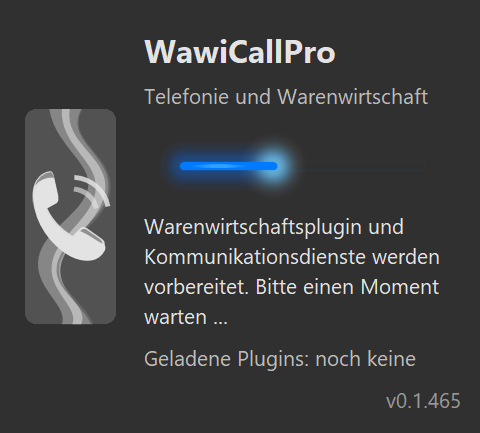 WawiCallPro
Telefonie und Warenwirtschaft
Warenwirtschaftsplugin und
Kommunikationsdienste werden
vorbereitet. Bitte einen Moment
warten ...
Geladene Plugins: noch keine
v0.1.465